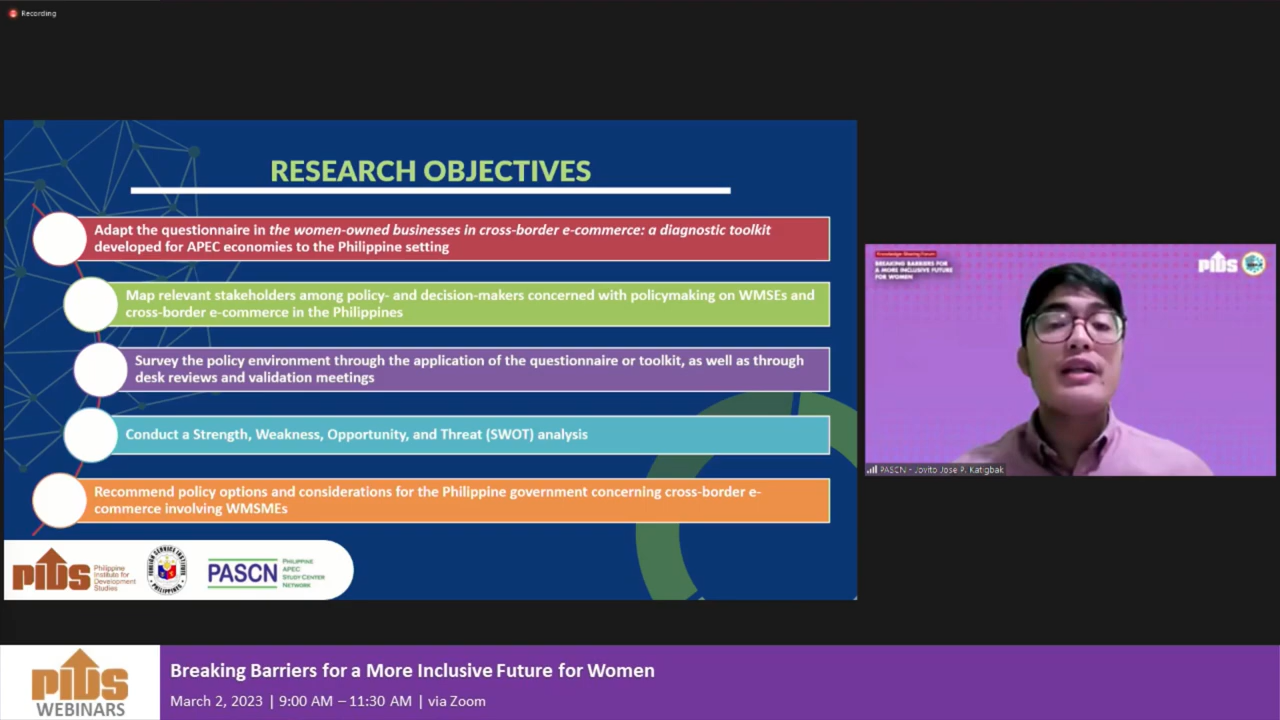 Recording
RESEARCH OBJECTIVES
Adapt the questionnaire in the women-owned businesses in cross-border e-commerce: a diagnostic toolkit
developed for APEC economies to the Philippine setting
Map relevant stakeholders among policy- and decision-makers concerned with policymaking on WMSEs and
cross-border e-commerce in the Philippines
Survey the policy environment through the application of the questionnaire or toolkit, as well as through
desk reviews and validation meetings
Conduct a Strength, Weakness, Opportunity, and Threat (SWOT) analysis
Recommend policy options and considerations for the Philippine government concerning cross-border e-
commerce involving WMSMEs
PIDS
Philippine
Institute for
Development
Studies
FOREIGN SERVICE INSTITUTE
PHILIPPINES
PASCN
PHILIPPINE
APEC
STUDY CENTER
NETWORK
Knowledge-Sharing Forum
BREAKING BARRIERS FOR
A MORE INCLUSIVE FUTURE
FOR WOMEN
PIDS
PASCN - Jovito Jose P. Katigbak
PIDS
WEBINARS
Breaking Barriers for a More Inclusive Future for Women
March 2, 2023 | 9:00 AM – 11:30 AM | via Zoom